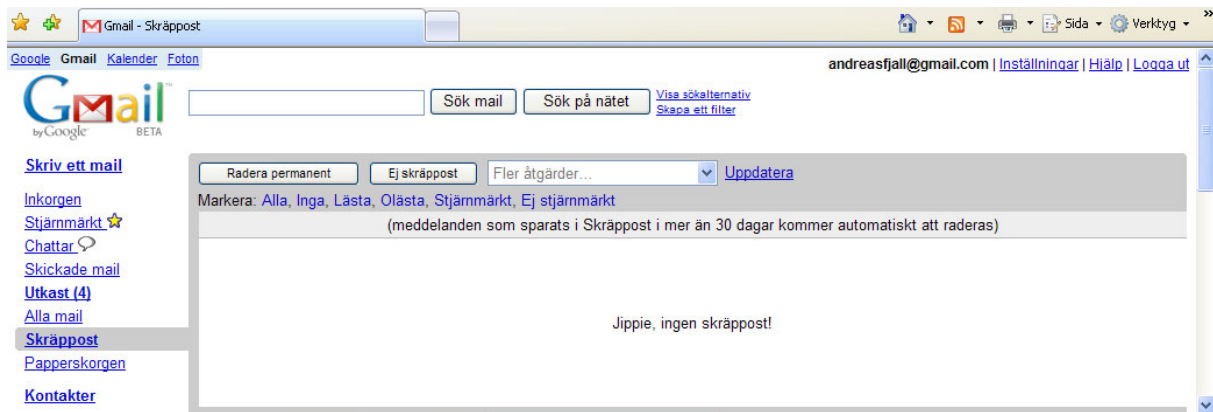 Gmail - Skräppost
Sida
Verktyg
»
Google Gmail Kalender Foton
andreasfjall@gmail.com | Inställningar | Hjälp | Logga ut
Gmail™
by Google BETA
Sök mail
Sök på nätet
Visa sökalternativ
Skapa ett filter
Skriv ett mail
Radera permanent
Ej skräppost
Fler åtgärder...
Uppdatera
Markera: Alla, Inga, Lästa, Olästa, Stjärnmärkt, Ej stjärnmärkt
(meddelanden som sparats i Skräppost i mer än 30 dagar kommer automatiskt att raderas)
Inkorgen
Stjärnmärkt
Chattar
Skickade mail
Utkast (4)
Alla mail
Skräppost
Papperskorgen
Kontakter
Jippie, ingen skräppost!